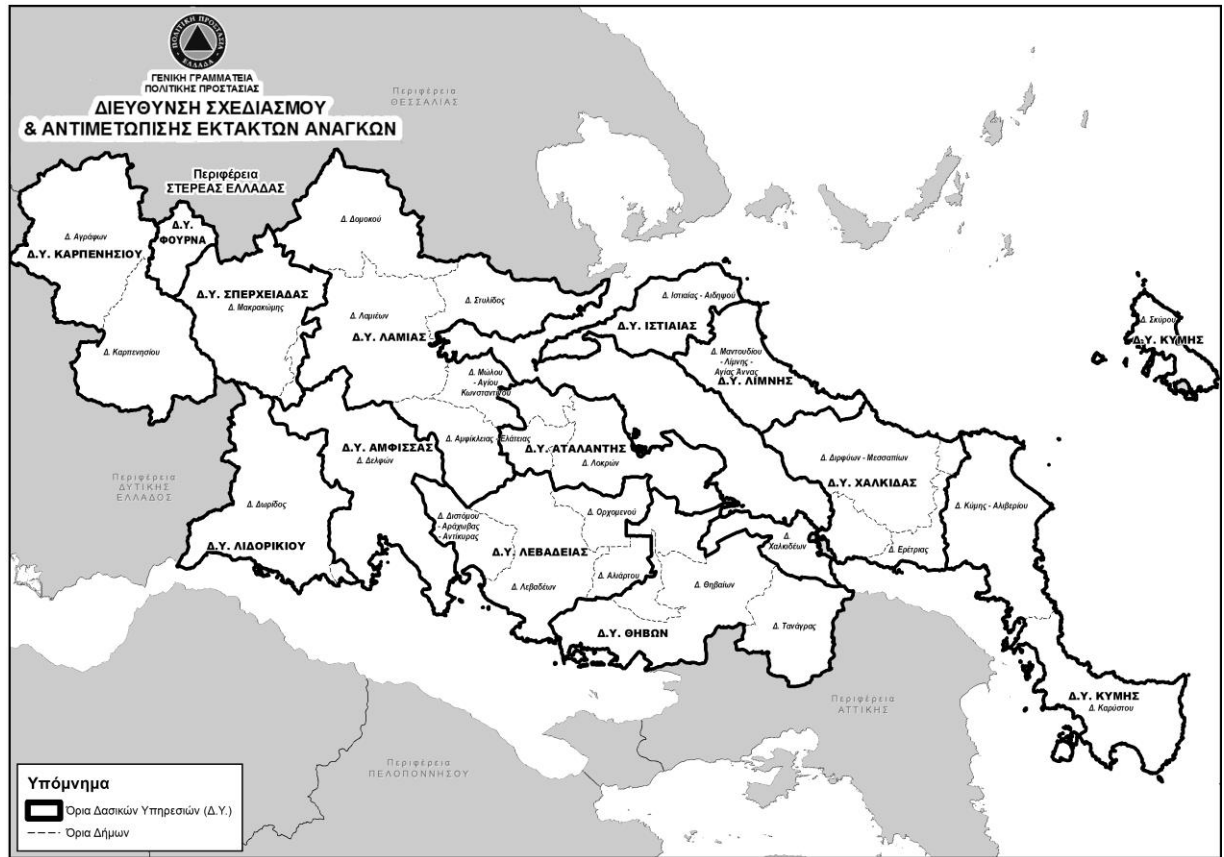 ΠΟΛΙΤΙΚΗ ΠΡΟΣΤΑΣΙΑ
ΕΛΛΑΔΑ
ΓΕΝΙΚΗ ΓΡΑΜΜΑΤΕΙΑ
ΠΟΛΙΤΙΚΗΣ ΠΡΟΣΤΑΣΙΑΣ
ΔΙΕΥΘΥΝΣΗ ΣΧΕΔΙΑΣΜΟΥ
& ΑΝΤΙΜΕΤΩΠΙΣΗΣ ΕΚΤΑΚΤΩΝ ΑΝΑΓΚΩΝ
Περιφέρεια
ΘΕΣΣΑΛΙΑΣ
Περιφέρεια
ΣΤΕΡΕΑΣ ΕΛΛΑΔΑΣ
Δ. Αγράφων
Δ.Υ. ΚΑΡΠΕΝΗΣΙΟΥ
Δ.Υ.
ΦΟΥΡΝΑ
Δ. Δομοκού
Δ.Υ. ΣΠΕΡΧΕΙΑΔΑΣ
Δ. Μακρακώμης
Δ. Στυλίδος
Δ. Ιστιαίας - Αιδηψού
Δ.Υ. ΙΣΤΙΑΙΑΣ
Δ. Λαμιέων
Δ.Υ. ΛΑΜΙΑΣ
Δ. Σκύρου
Δ.Υ. ΚΥΜΗΣ
Δ. Καρπενησίου
Δ. Μαντουδίου -
Λίμνης -
Αγίας Άννας
Δ.Υ. ΛΙΜΝΗΣ
Δ. Μώλου
- Αγίου
Κωνσταντίνου
Δ. Αμφίκλειας - Ελάτειας
Δ.Υ. ΑΜΦΙΣΣΑΣ
Δ. Δελφών
Δ.Υ. ΑΤΑΛΑΝΤΗΣ
Δ. Λοκρών
Δ. Διρφύων - Μεσσαπίων
Δ.Υ. ΧΑΛΚΙΔΑΣ
Περιφέρεια
ΔΥΤΙΚΗΣ
ΕΛΛΑΔΟΣ
Δ. Δωρίδος
Δ.Υ. ΛΙΔΟΡΙΚΙΟΥ
Δ. Διστόμου
- Αράχωβας -
Αντίκυρας
Δ. Ορχομενού
Δ. Κύμης - Αλιβερίου
Δ.Υ. ΛΕΒΑΔΕΙΑΣ
Δ. Λεβαδέων
Δ. Αλιάρτου
Δ.
Χαλκιδέων
Δ. Ερέτριας
Δ. Θηβαίων
Δ.Υ. ΘΗΒΩΝ
Δ. Τανάγρας
Δ.Υ. ΚΥΜΗΣ
Δ. Καρύστου
Περιφέρεια
ΑΤΤΙΚΗΣ
Περιφέρεια
ΠΕΛΟΠΟΝΝΗΣΟΥ
Υπόμνημα
Όρια Δασικών Υπηρεσιών (Δ.Υ.)
Όρια Δήμων